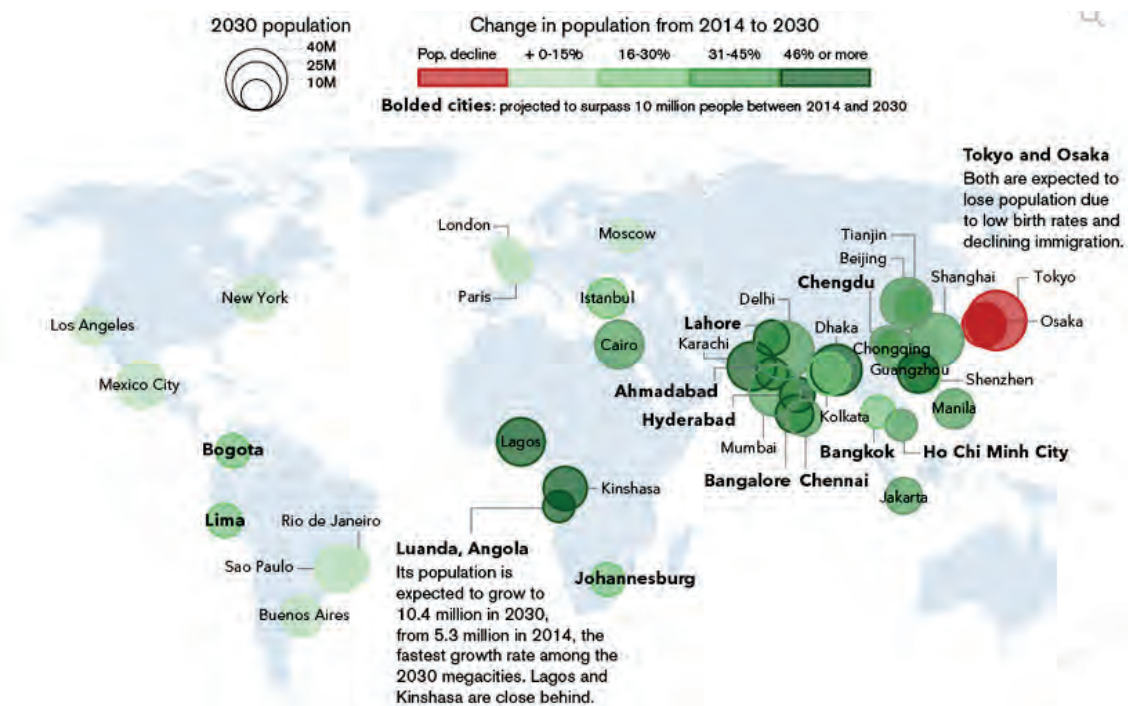 2030 population
40M
25M
10M
Change in population from 2014 to 2030
Pop. decline
+ 0-15%
16-30%
31-45%
46% or more
Bolded cities: projected to surpass 10 million people between 2014 and 2030
Tokyo and Osaka
Both are expected to
lose population due
to low birth rates and
declining immigration.
London
Moscow
Tianjin
Beijing
Chengdu
Shanghai
Tokyo
Paris
Istanbul
Delhi
New York
Los Angeles
Lahore
Dhaka
Osaka
Karachi
Cairo
Chongqing
Guangzhou
Shenzhen
Mexico City
Ahmadabad
Hyderabad
Kolkata
Manila
Mumbai
Bangkok
Ho Chi Minh City
Bogota
Lagos
Bangalore
Chennai
Kinshasa
Jakarta
Lima
Rio de Janeiro
Sao Paulo
Buenos Aires
Johannesburg
Luanda, Angola
Its population is
expected to grow to
10.4 million in 2030,
from 5.3 million in 2014, the
fastest growth rate among the
2030 megacities. Lagos and
Kinshasa are close behind.